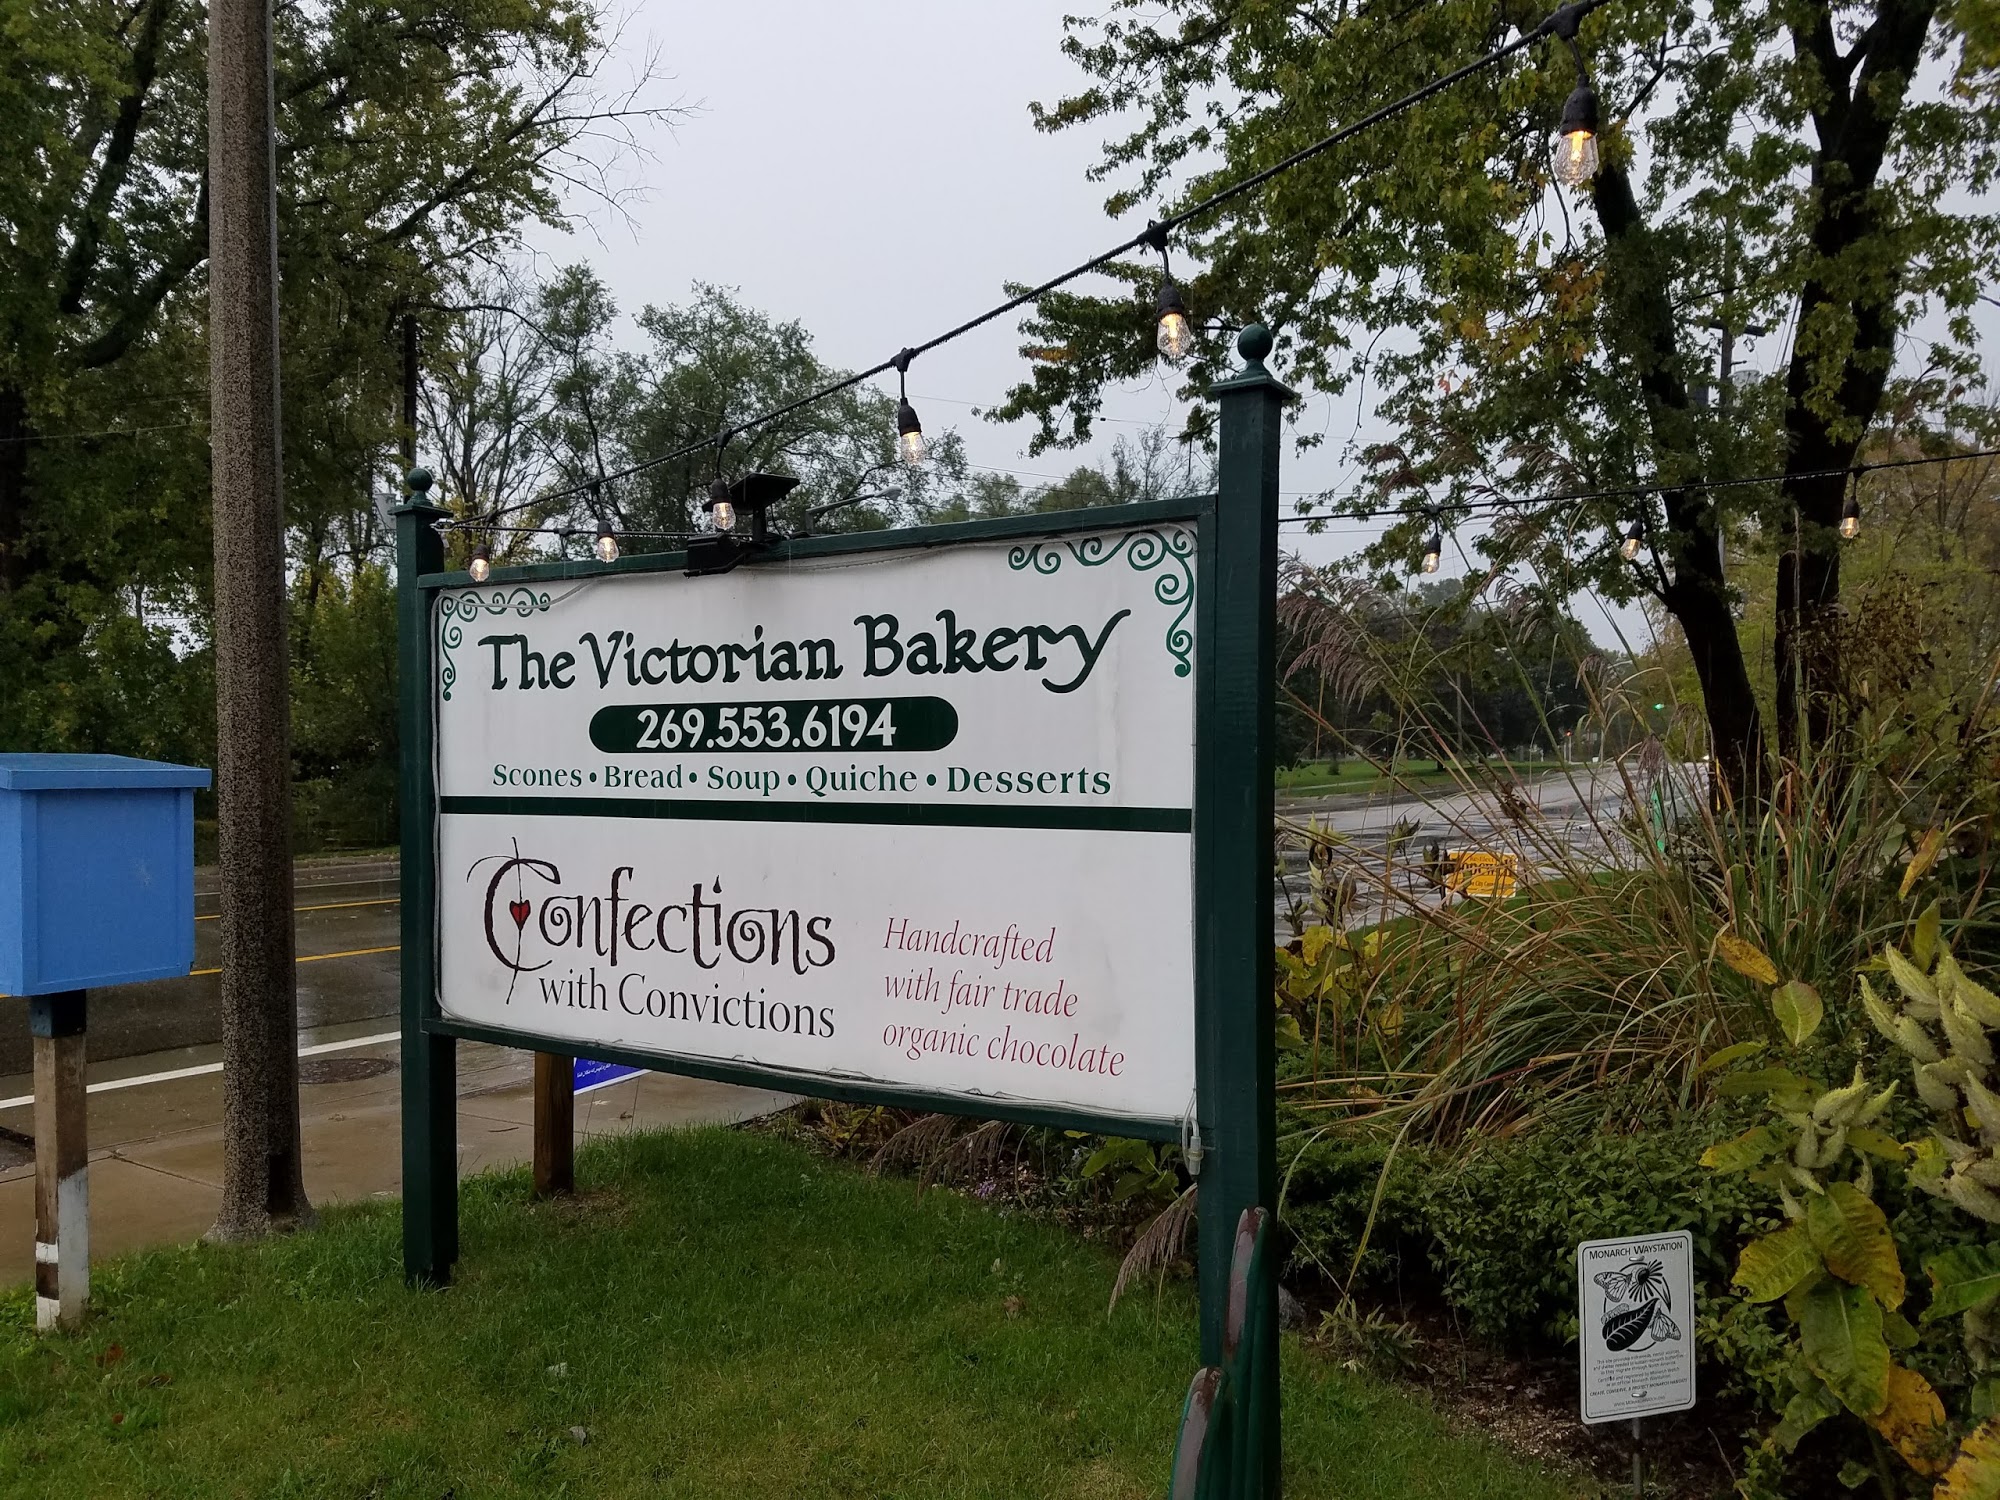 The Victorian Bakery
269.553.6194
Scones • Bread • Soup • Quiche • Desserts
Confections
with Convictions
Handcrafted
with fair trade
organic chocolate
MONARCH WAYSTATION